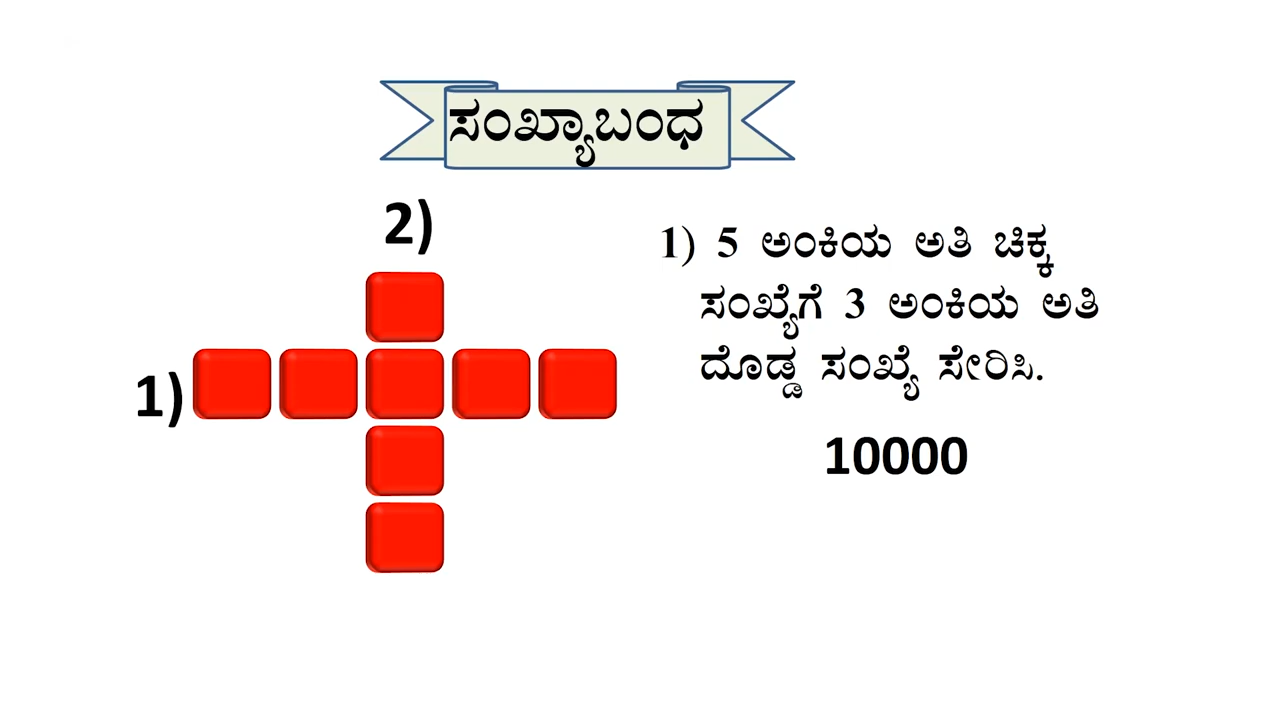 ಸಂಖ್ಯಾಬಂಧ
2)
1)
1) 5 ಅಂಕಿಯ ಅತಿ ಚಿಕ್ಕ
ಸಂಖ್ಯೆಗೆ 3 ಅಂಕಿಯ ಅತಿ
ದೊಡ್ಡ ಸಂಖ್ಯೆ ಸೇರಿಸಿ.
10000